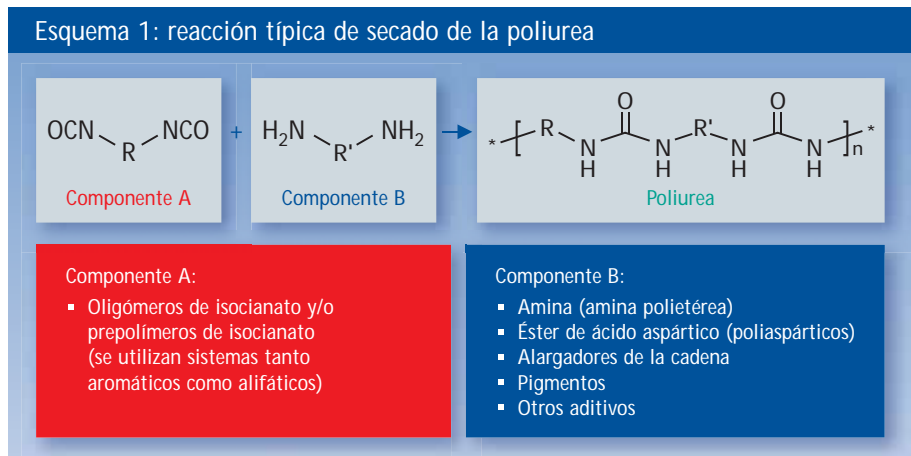 Esquema 1: reacción típica de secado de la poliurea
OCN R NCO + H₂N R' NH₂ → * [ R N H O N H R' N H O N H ]n *
Componente A
Componente B
Poliurea
Componente A:
▪ Oligómeros de isocianato y/o
prepolímeros de isocianato
(se utilizan sistemas tanto
aromáticos como alifáticos)
Componente B:
▪ Amina (amina polietérea)
▪ Éster de ácido aspártico (poliaspárticos)
▪ Alargadores de la cadena
▪ Pigmentos
▪ Otros aditivos